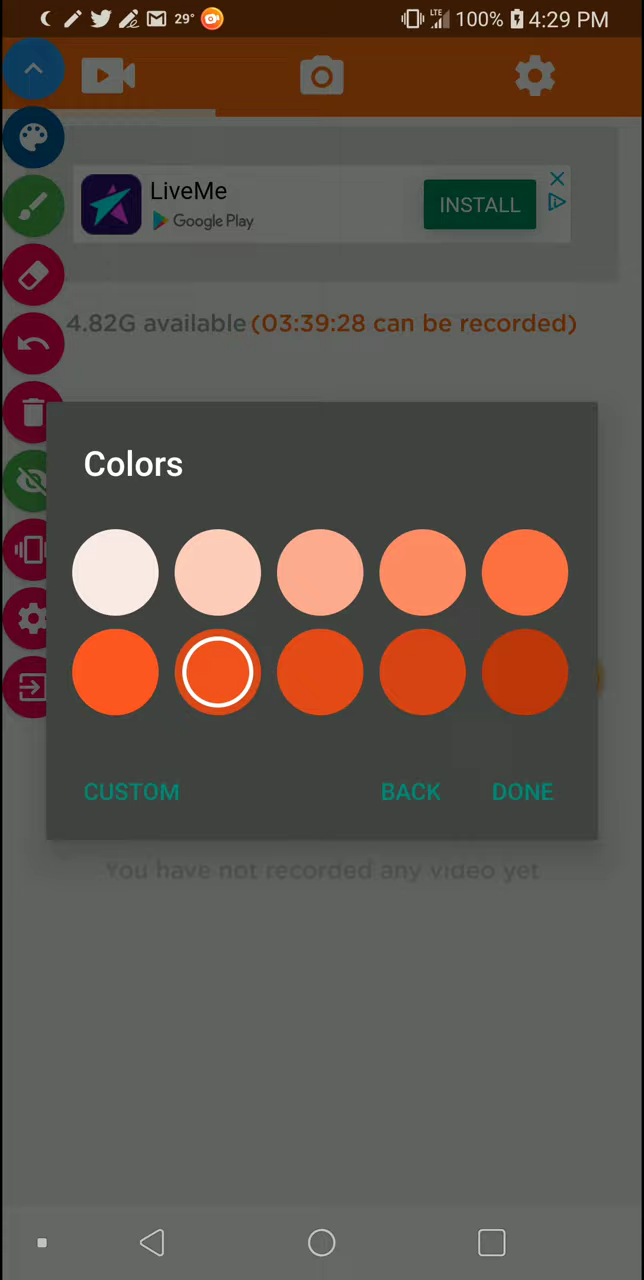 29° LTE 100% 4:29 PM
LiveMe
Google Play
INSTALL
4.82G available (03:39:28 can be recorded)
Colors
CUSTOM BACK DONE
You have not recorded any video yet